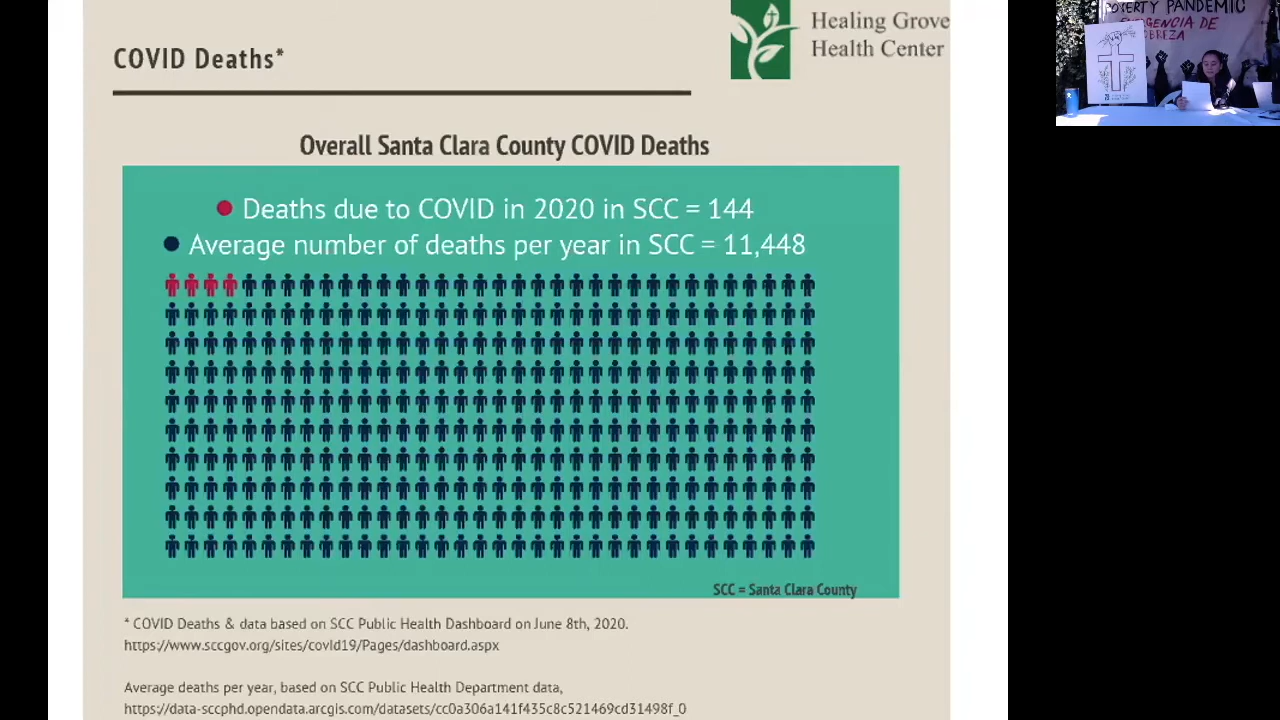 COVID Deaths*
Healing Grove
Health Center
Overall Santa Clara County COVID Deaths
Deaths due to COVID in 2020 in SCC = 144
Average number of deaths per year in SCC = 11,448
SCC = Santa Clara County
* COVID Deaths & data based on SCC Public Health Dashboard on June 8th, 2020.
https://www.sccgov.org/sites/covid19/Pages/dashboard.aspx
Average deaths per year, based on SCC Public Health Department data,
https://data-sccphd.opendata.arcgis.com/datasets/cc0a306a141f435c8c521469cd31498f_0
POVERTY PANDEMIC
DE